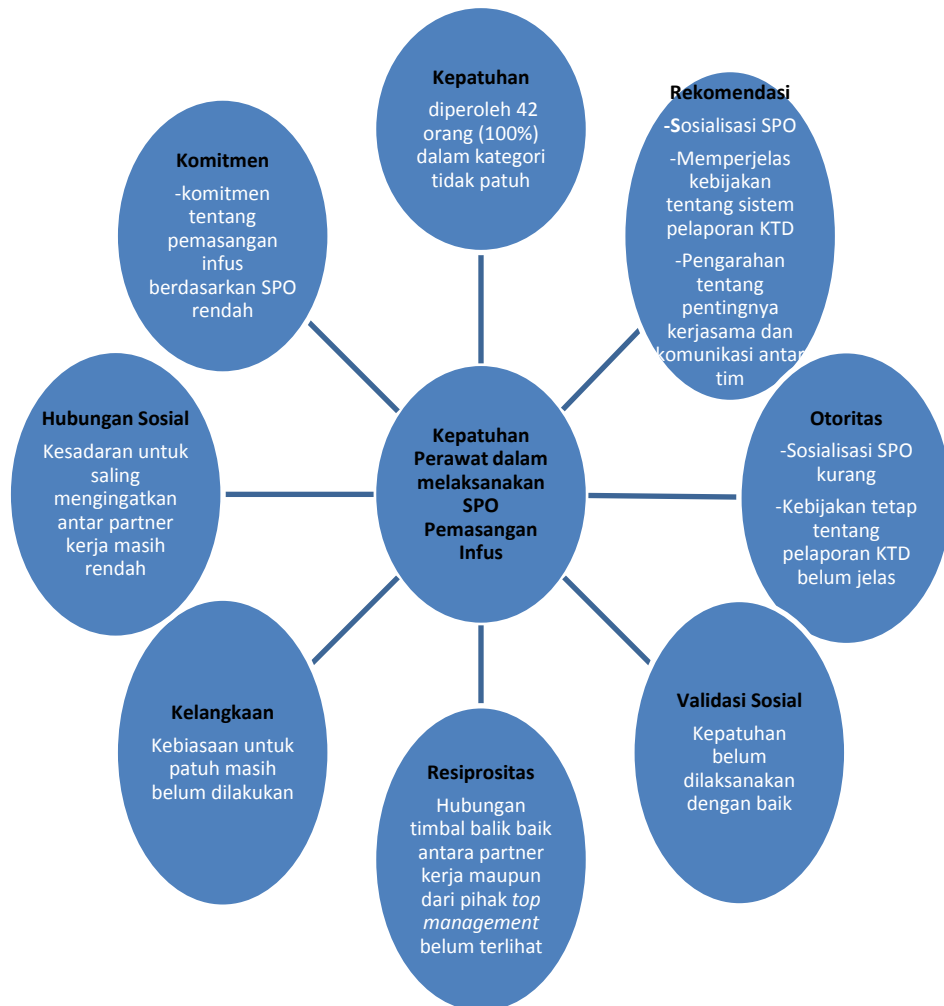 Kepatuhan
diperoleh 42
orang (100%)
dalam kategori
tidak patuh
Rekomendasi
-Sosialisasi SPO
-Memperjelas
kebijakan
tentang sistem
pelaporan KTD
-Pengarahan
tentang
pentingnya
kerjasama dan
komunikasi antar
tim
Otoritas
-Sosialisasi SPO
kurang
-Kebijakan tetap
tentang
pelaporan KTD
belum jelas
Validasi Sosial
Kepatuhan
belum
dilaksanakan
dengan baik
Resiprositas
Hubungan
timbal balik baik
antara partner
kerja maupun
dari pihak top
management
belum terlihat
Kelangkaan
Kebiasaan untuk
patuh masih
belum dilakukan
Hubungan Sosial
Kesadaran untuk
saling
mengingatkan
antar partner
kerja masih
rendah
Komitmen
-komitmen
tentang
pemasangan
infus
berdasarkan SPO
rendah
Kepatuhan
Perawat dalam
melaksanakan
SPO
Pemasangan
Infus